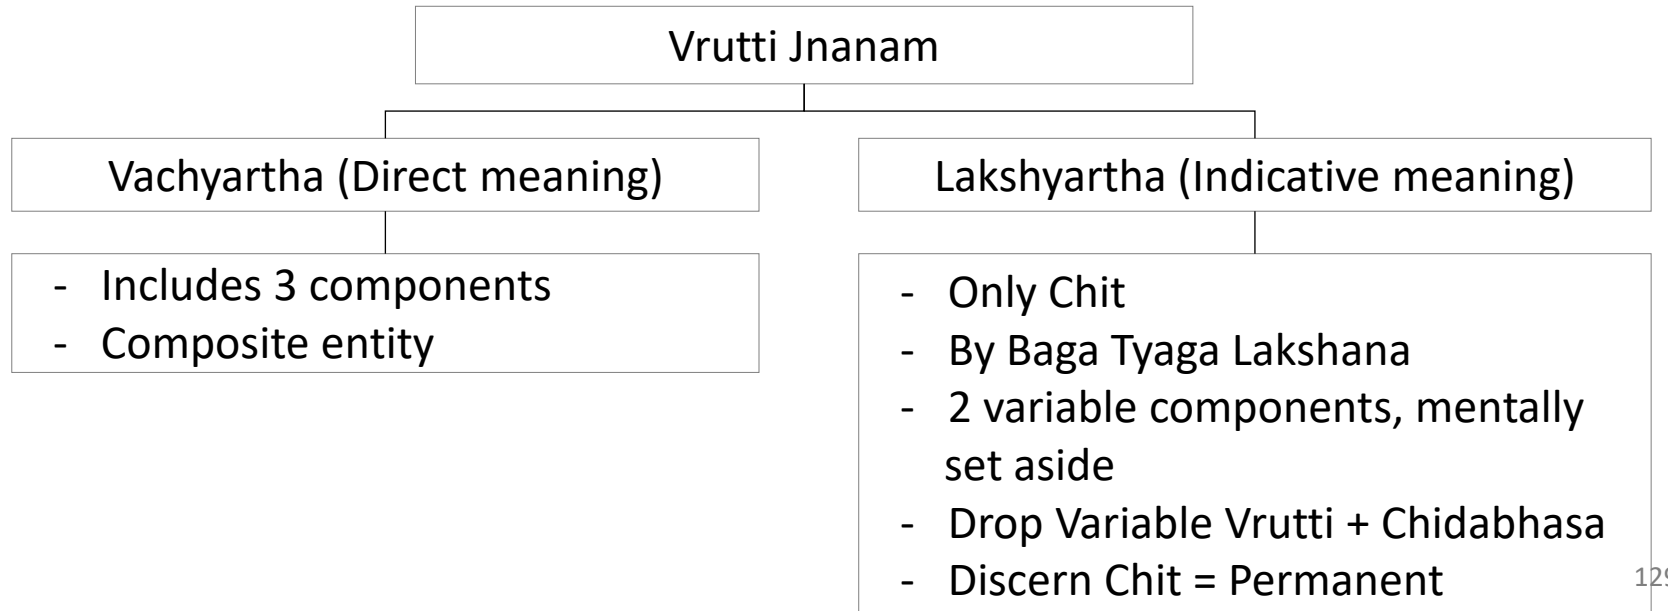 Vrutti Jnanam
Vachyartha (Direct meaning)
Lakshyartha (Indicative meaning)
- Includes 3 components
- Composite entity
- Only Chit
- By Baga Tyaga Lakshana
- 2 variable components, mentally
set aside
- Drop Variable Vrutti + Chidabhasa
- Discern Chit = Permanent
129